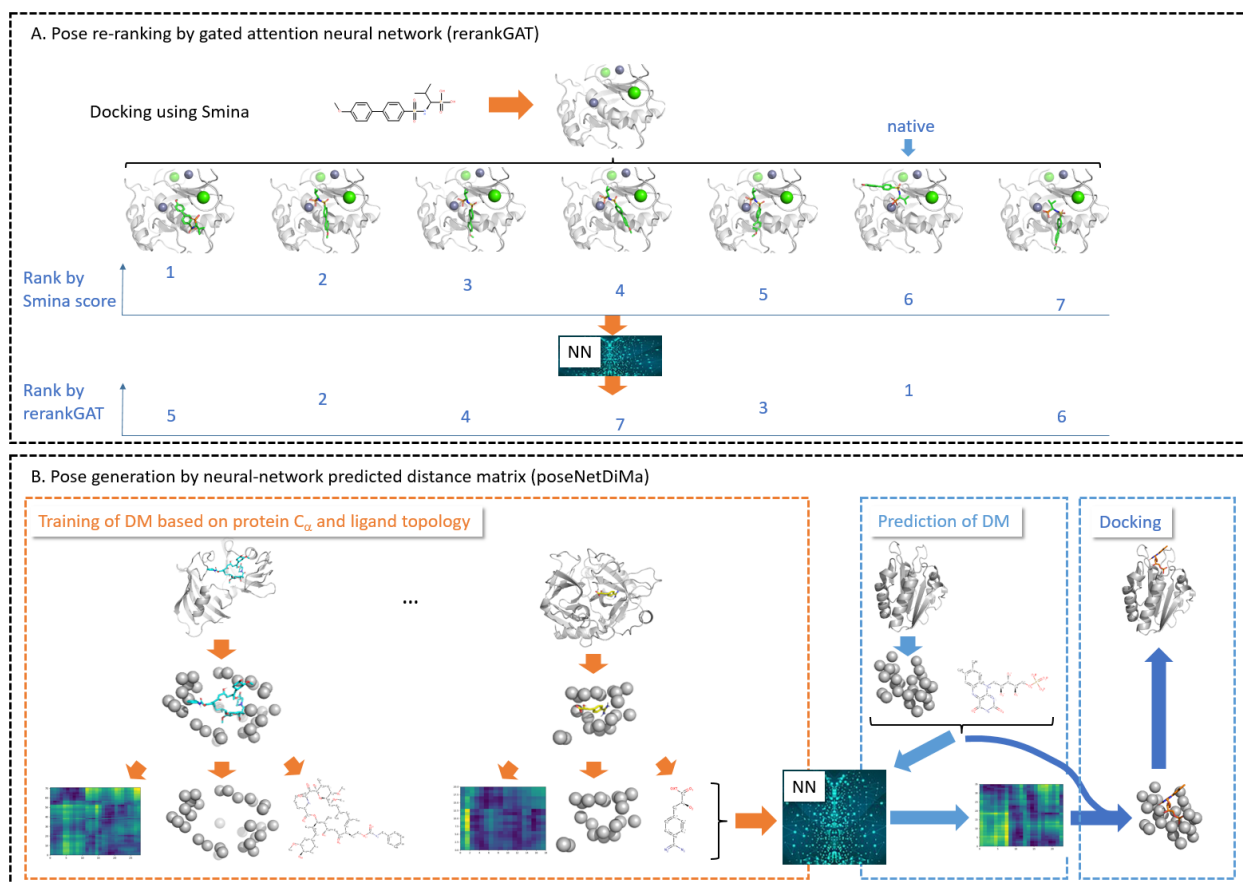 A. Pose re-ranking by gated attention neural network (rerankGAT)
Docking using Smina
native
Rank by
Smina score
1
2
3
4
5
6
7
NN
Rank by
rerankGAT
5
2
4
7
3
1
6
B. Pose generation by neural-network predicted distance matrix (poseNetDiMa)
Training of DM based on protein Cα and ligand topology
Prediction of DM
Docking
...
NN